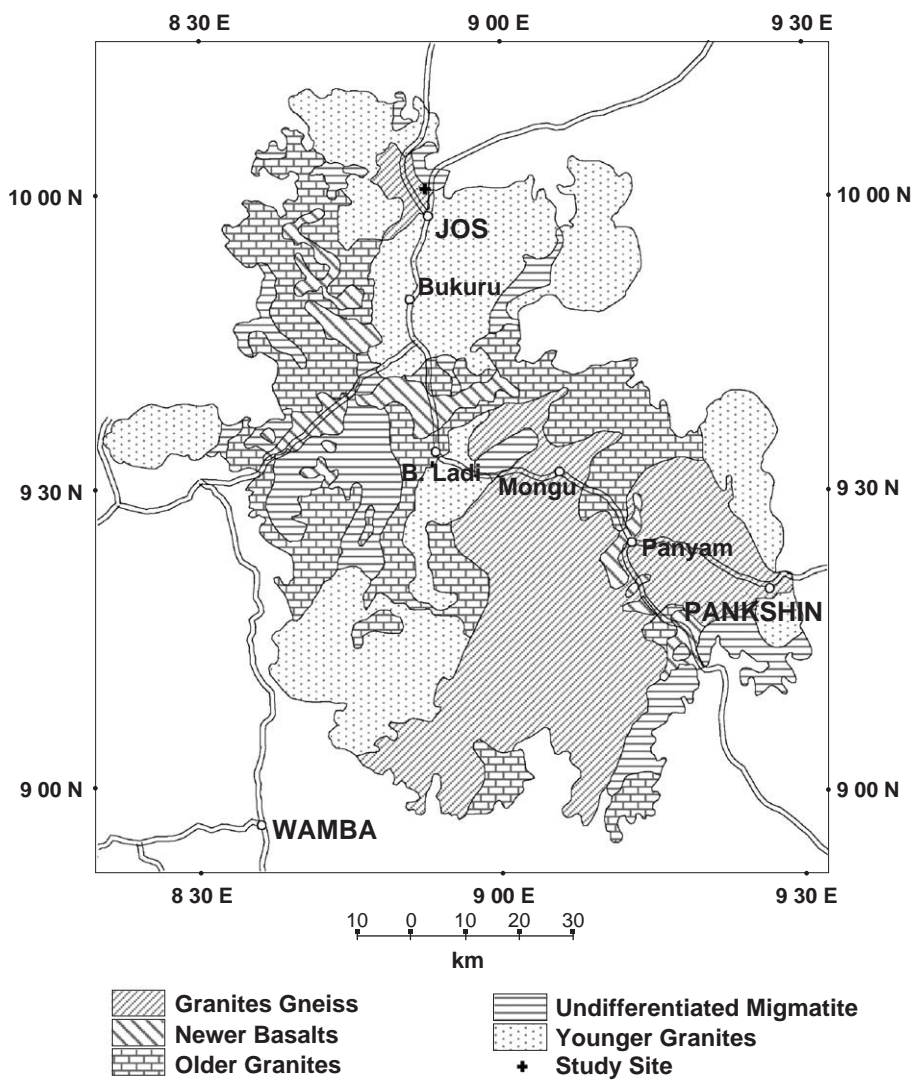 8 30 E 9 00 E 9 30 E
10 00 N 10 00 N
JOS
Bukuru
B. Ladi
Mongu
9 30 N 9 30 N
Panyam
PANKSHIN
9 00 N 9 00 N
WAMBA
8 30 E 9 00 E 9 30 E
10 0 10 20 30
km
Granites Gneiss
Newer Basalts
Older Granites
Undifferentiated Migmatite
Younger Granites
Study Site